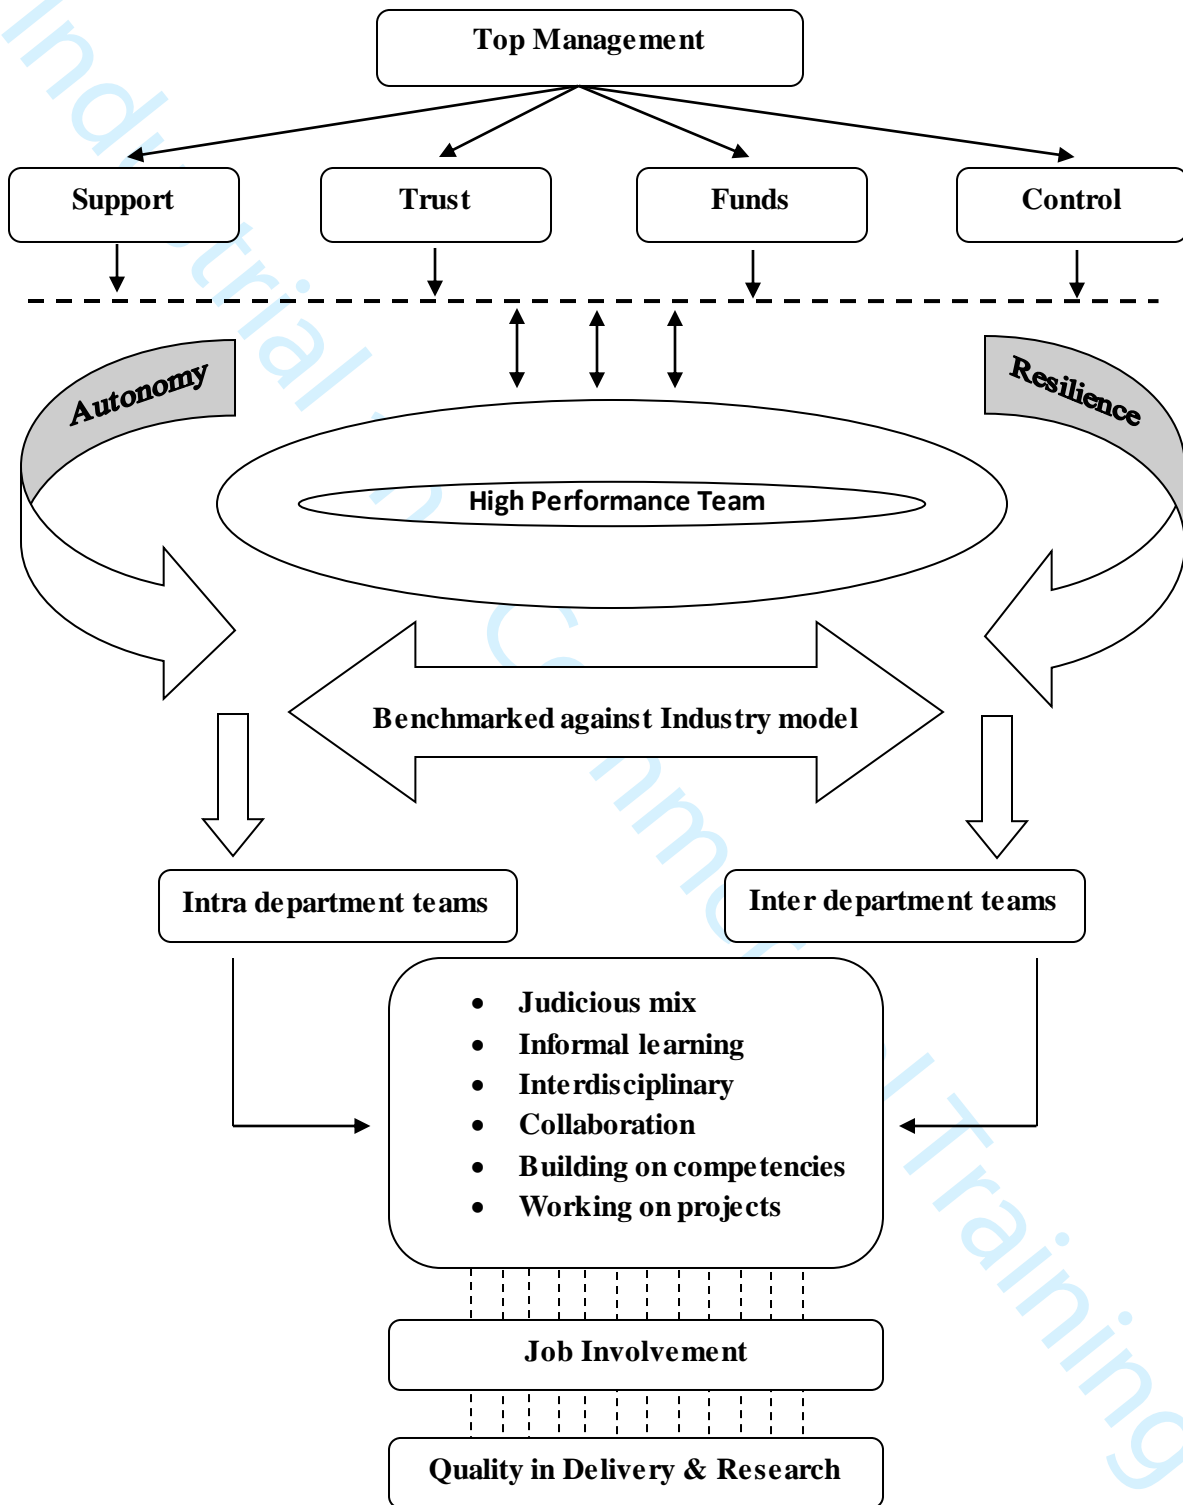 Top Management
Support
Trust
Funds
Control
Autonomy
Resilience
High Performance Team
Benchmarked against Industry model
Intra department teams
Inter department teams
• Judicious mix
• Informal learning
• Interdisciplinary
• Collaboration
• Building on competencies
• Working on projects
Job Involvement
Quality in Delivery & Research
Industrial Training